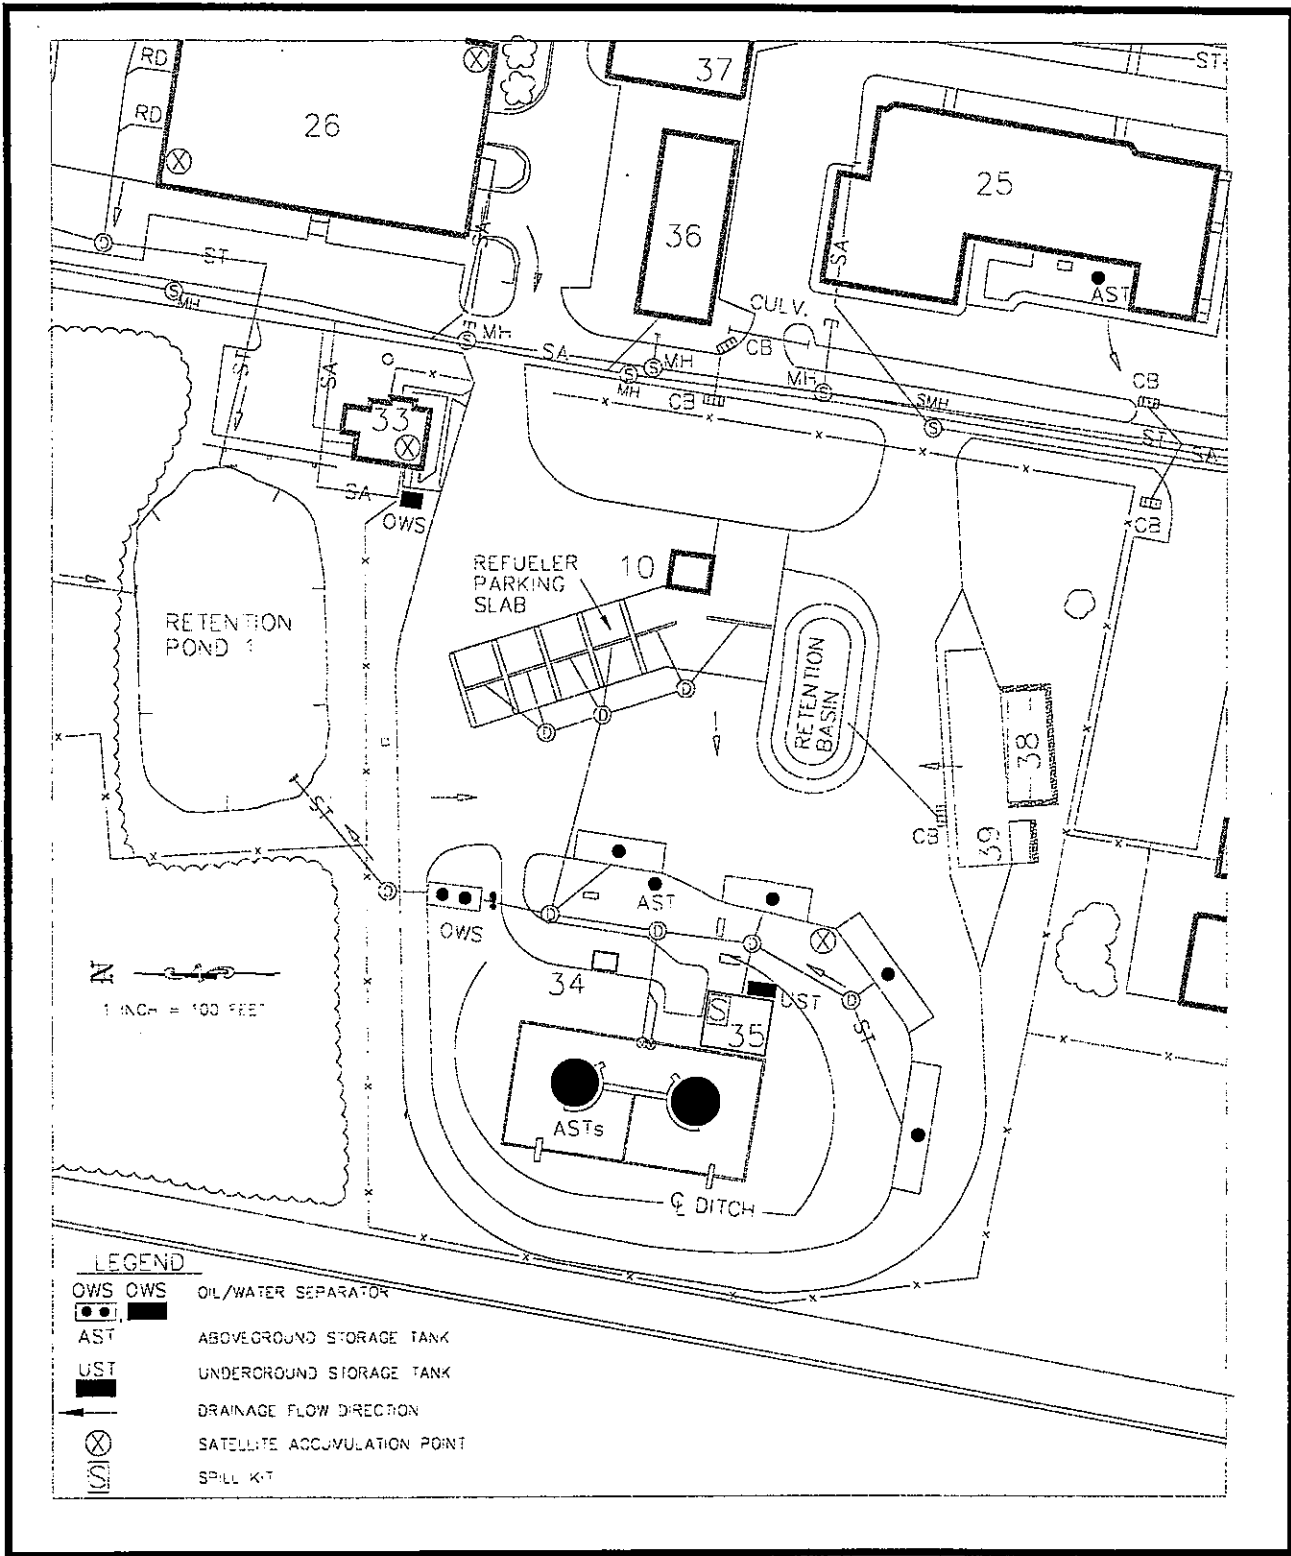 RD
ST
37
RD
26
25
36
SA
SA
ST
AST
MH
CULV.
MH
CB
SA
MH
MH
CB
MH
CB
SMH
ST
SA
ST
SA
33
SA
OWS
CB
REFUELER
PARKING
SLAB
10
RETENTION
POND 1
RETENTION
BASIN
38
39
CB
ST
AST
OWS
34
UST
35
ST
N
1 INCH = 100 FEET
ASTs
℄ DITCH
LEGEND
OWS OWS OIL/WATER SEPARATOR
AST ABOVEGROUND STORAGE TANK
UST UNDERGROUND STORAGE TANK
DRAINAGE FLOW DIRECTION
SATELLITE ACCUMULATION POINT
S SPILL KIT